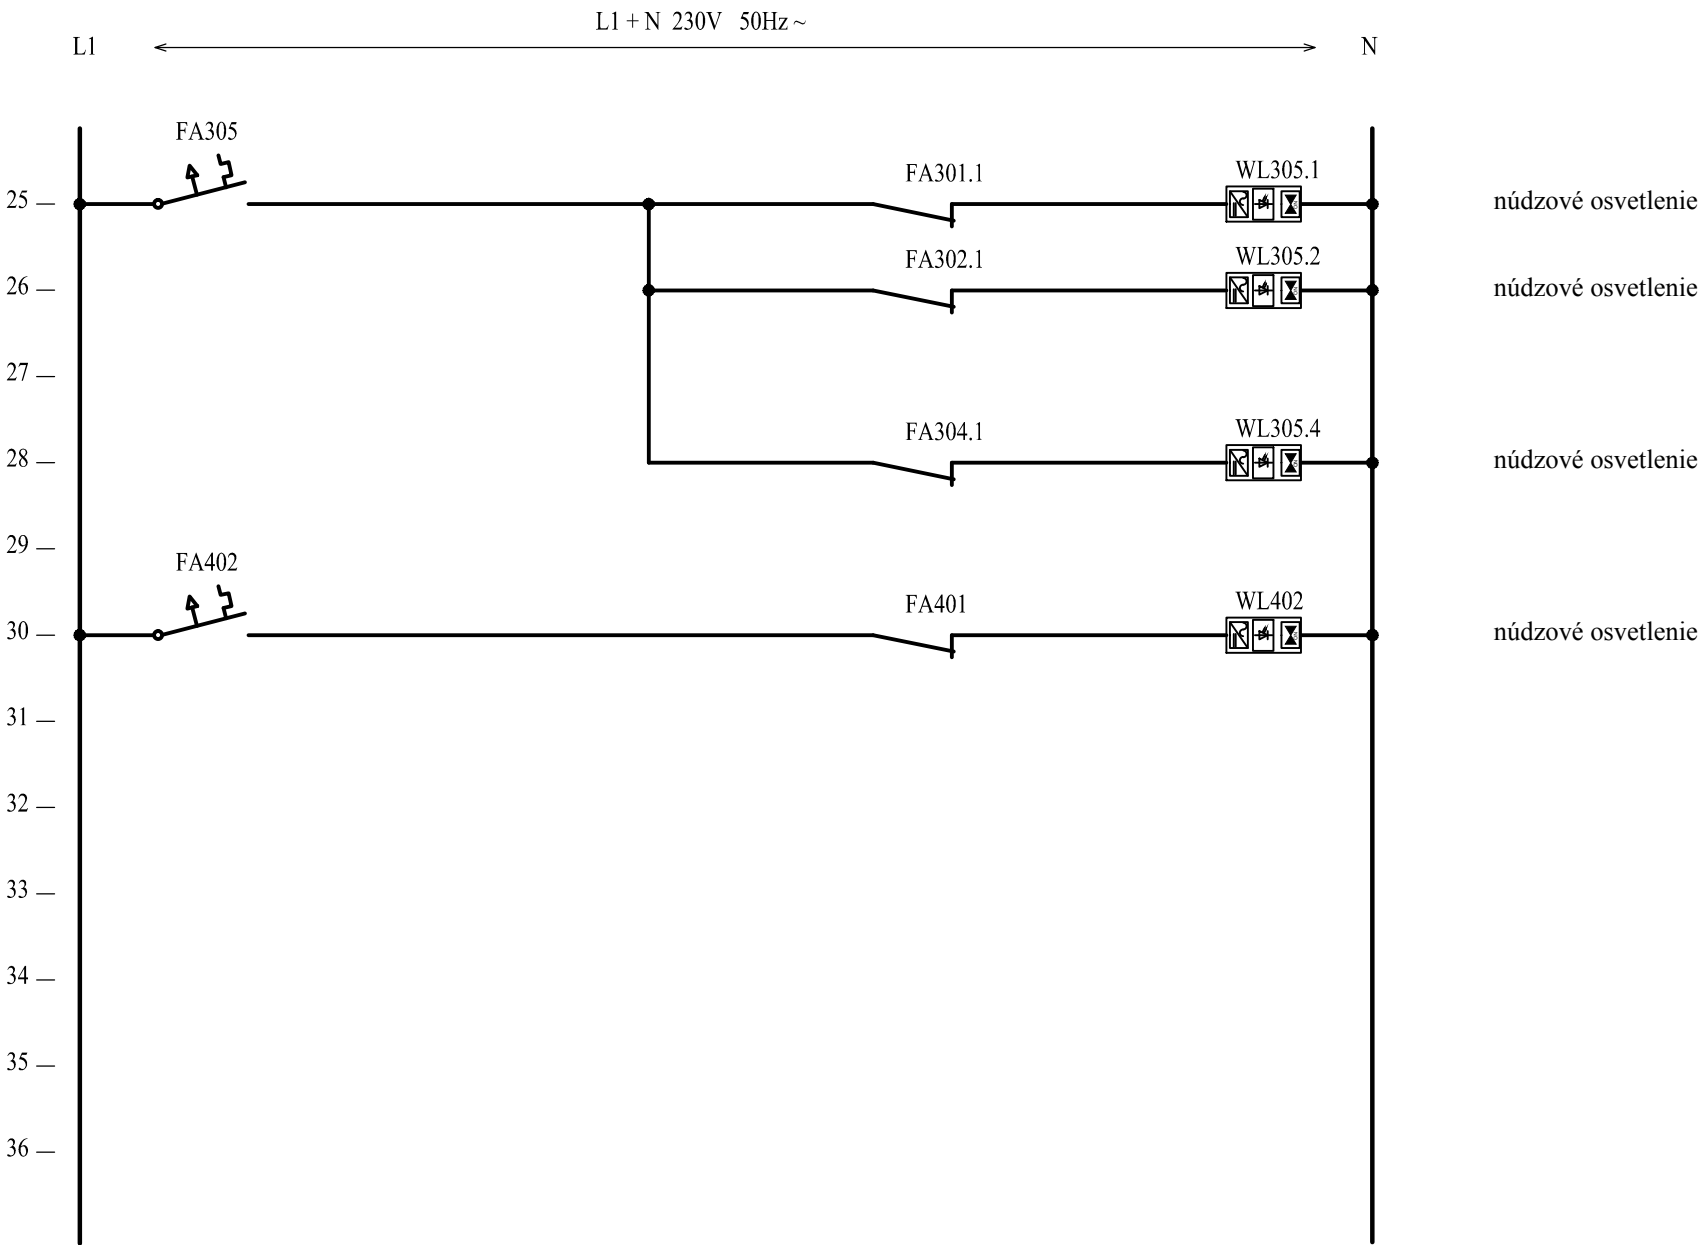 L1 + N 230V 50Hz ~
L1 N
FA305
25 FA301.1 WL305.1 núdzové osvetlenie
26 FA302.1 WL305.2 núdzové osvetlenie
27
28 FA304.1 WL305.4 núdzové osvetlenie
29
FA402
30 FA401 WL402 núdzové osvetlenie
31
32
33
34
35
36